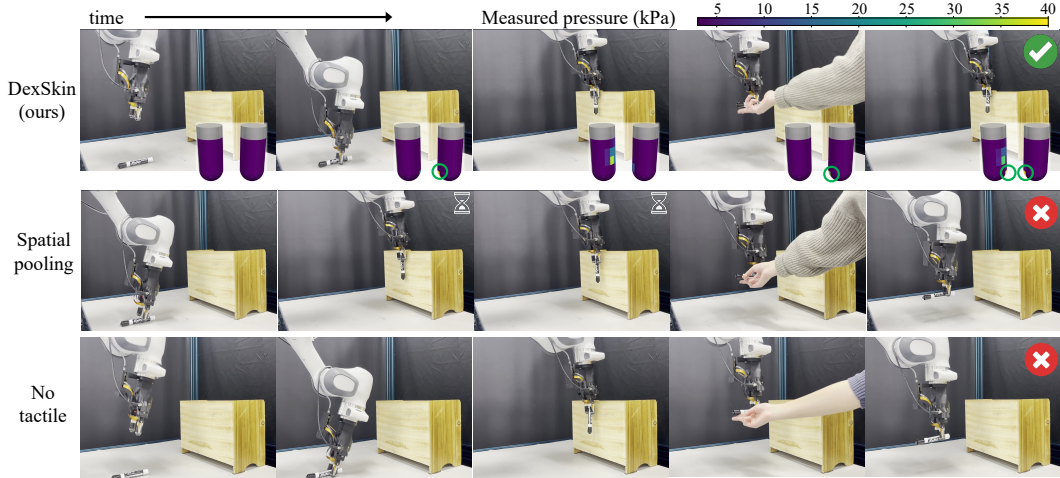 time
Measured pressure (kPa)
5 10 15 20 25 30 35 40
DexSkin
(ours)
Spatial
pooling
No
tactile